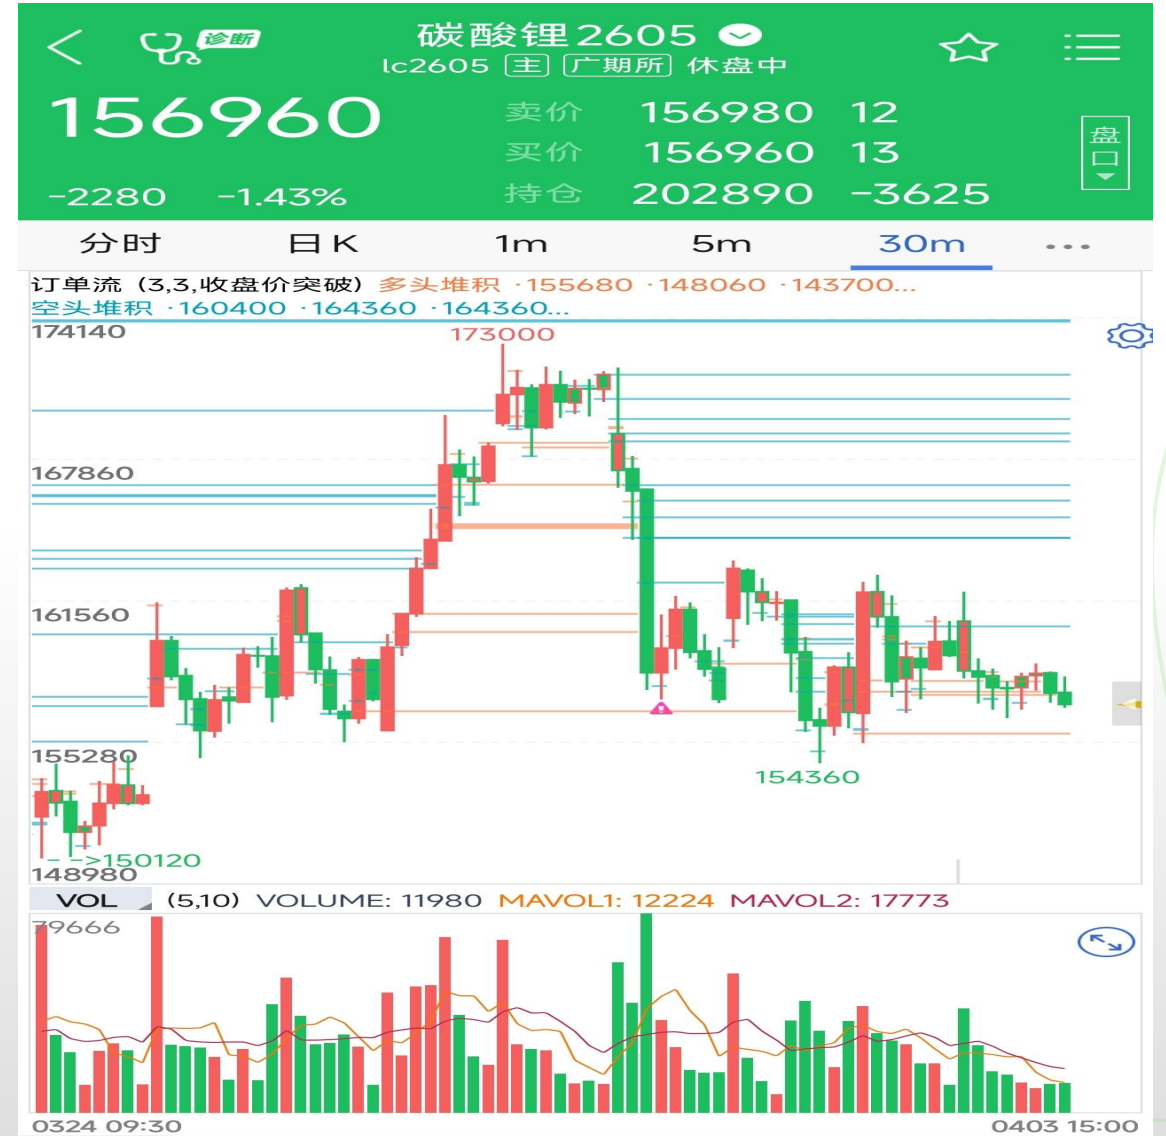 诊断
碳酸锂2605
lc2605 主 广期所 休盘中
156960
卖价 156980 12
买价 156960 13
持仓 202890 -3625
-2280 -1.43%
盘口
分时 日K 1m 5m 30m
订单流 (3,3,收盘价突破) 多头堆积 ·155680 ·148060 ·143700...
空头堆积 ·160400 ·164360 ·164360...
174140
173000
167860
161560
155280
154360
-->150120
148980
VOL (5,10) VOLUME: 11980 MAVOL1: 12224 MAVOL2: 17773
79666
0324 09:30 0403 15:00